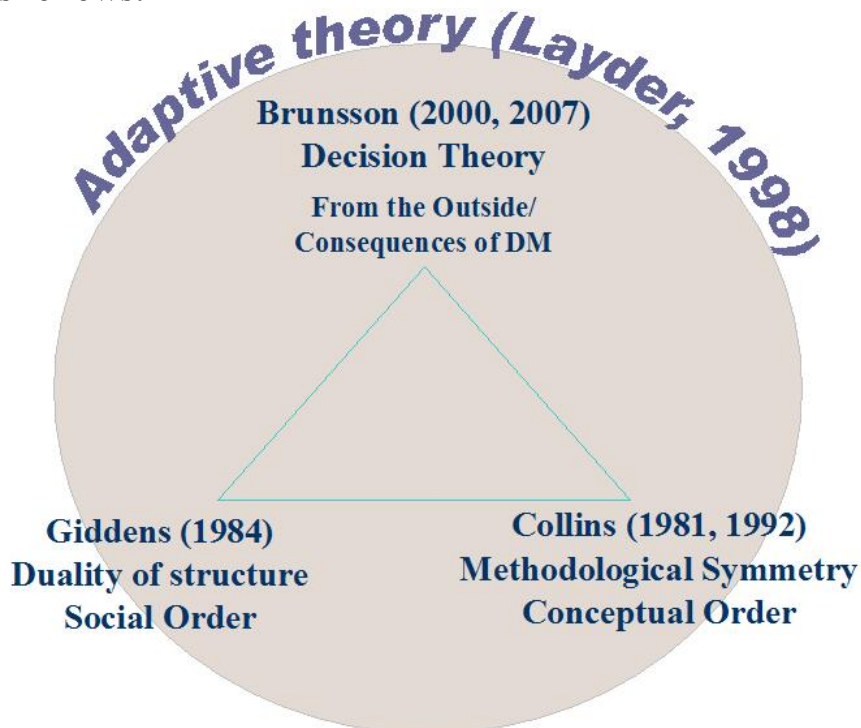 Adaptive theory (Layder, 1998)
Brunsson (2000, 2007)
Decision Theory
From the Outside/
Consequences of DM
Giddens (1984)
Duality of structure
Social Order
Collins (1981, 1992)
Methodological Symmetry
Conceptual Order